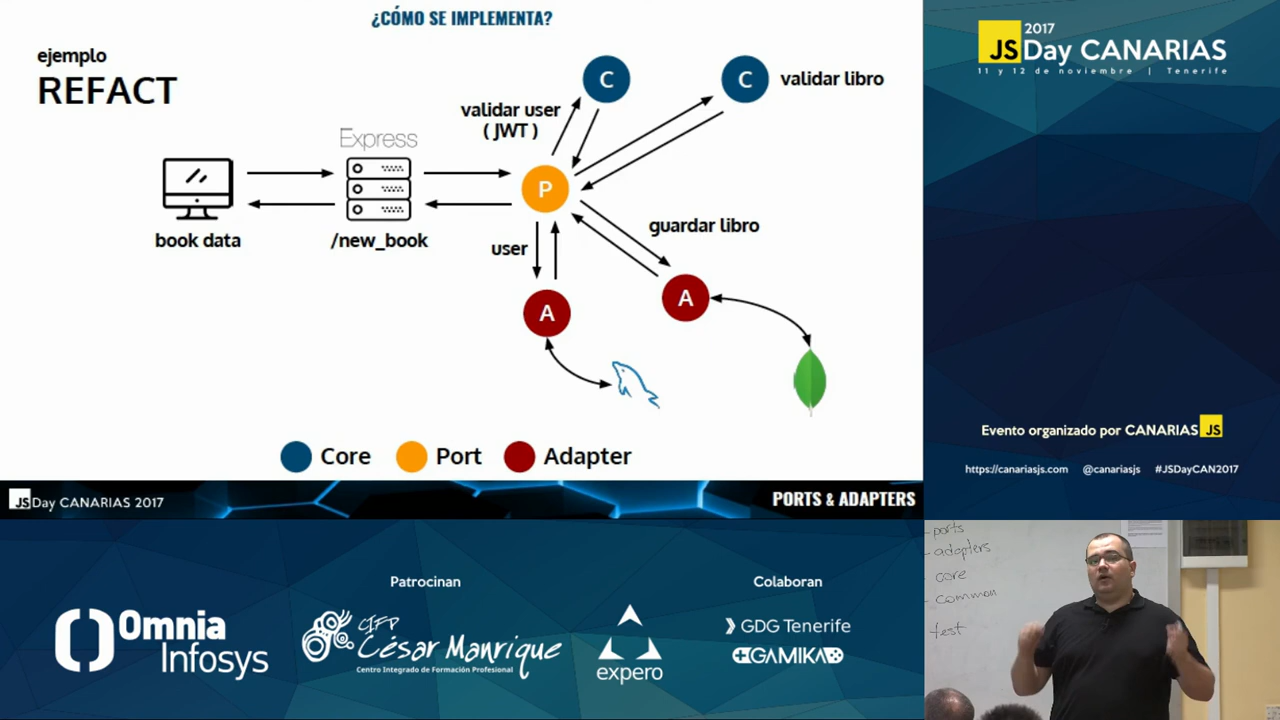 ¿CÓMO SE IMPLEMENTA?
ejemplo
REFACT
C
C
validar libro
validar user
( JWT )
Express
P
book data
/new_book
user
guardar libro
A
A
Core
Port
Adapter
JS Day CANARIAS 2017
PORTS & ADAPTERS
2017
JS Day CANARIAS
11 y 12 de noviembre | Tenerife
Evento organizado por CANARIAS JS
https://canariasjs.com @canariasjs #JSDayCAN2017
- ports
- adapters
- core
- common
test
Patrocinan
Omnia
Infosys
CIFP
César Manrique
Centro Integrado de Formación Profesional
expero
Colaboran
GDG Tenerife
GAMIKA